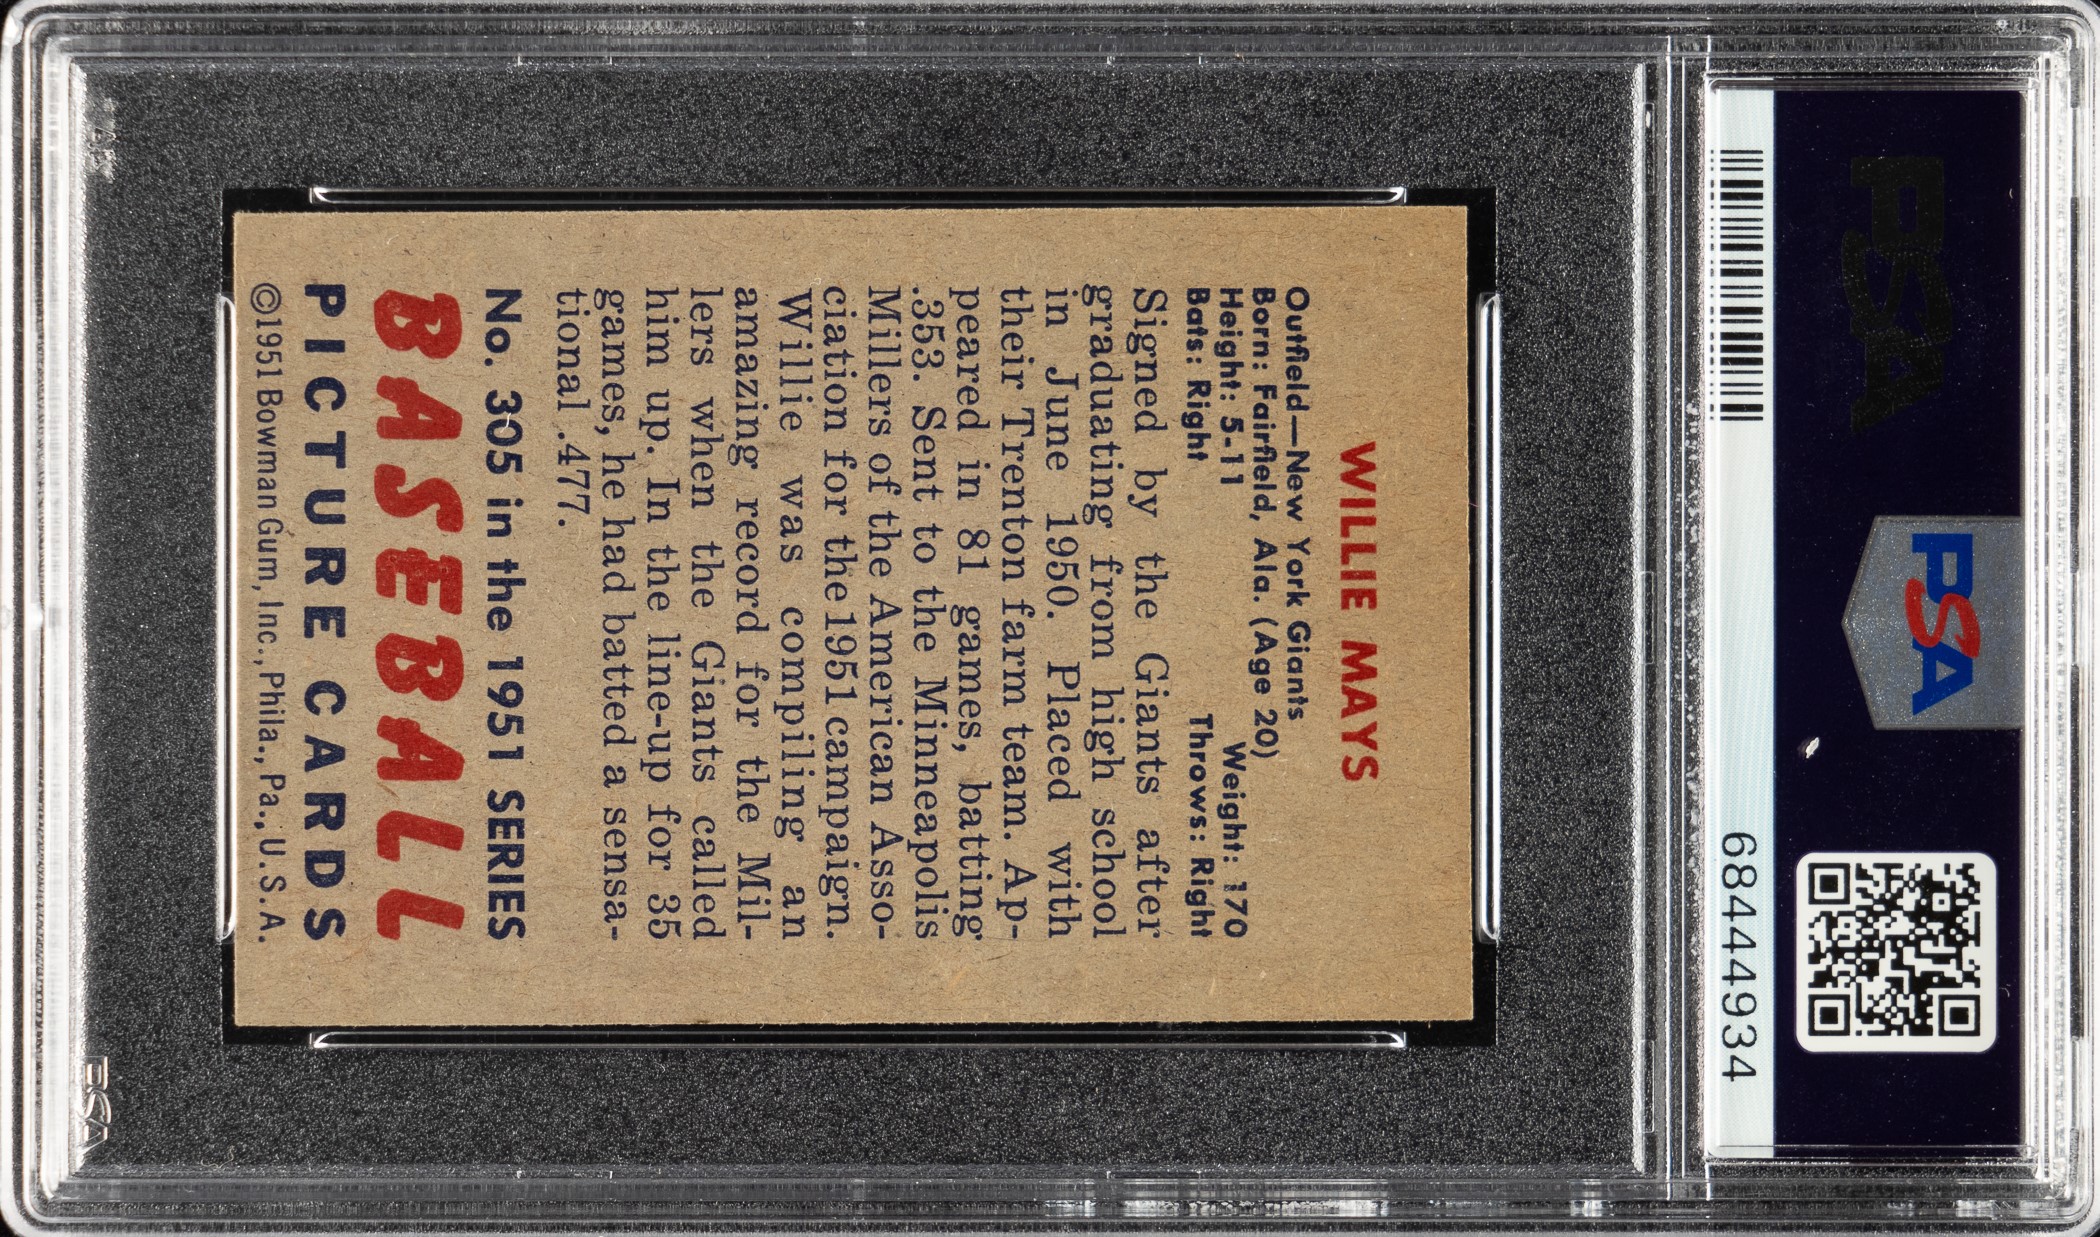 PSA
68444934
WILLIE MAYS
Outfield—New York Giants
Born: Fairfield, Ala. (Age 20)
Height: 5-11 Weight: 170
Bats: Right Throws: Right
Signed by the Giants after
graduating from high school
in June 1950. Placed with
their Trenton farm team. Ap-
peared in 81 games, batting
.353. Sent to the Minneapolis
Millers of the American Asso-
ciation for the 1951 campaign.
Willie was compiling an
amazing record for the Mil-
lers when the Giants called
him up. In the line-up for 35
games, he had batted a sensa-
tional .477.
No. 305 in the 1951 SERIES
BASEBALL
PICTURE CARDS
©1951 Bowman Gum, Inc., Phila., Pa., U.S.A.
PSA
PSA